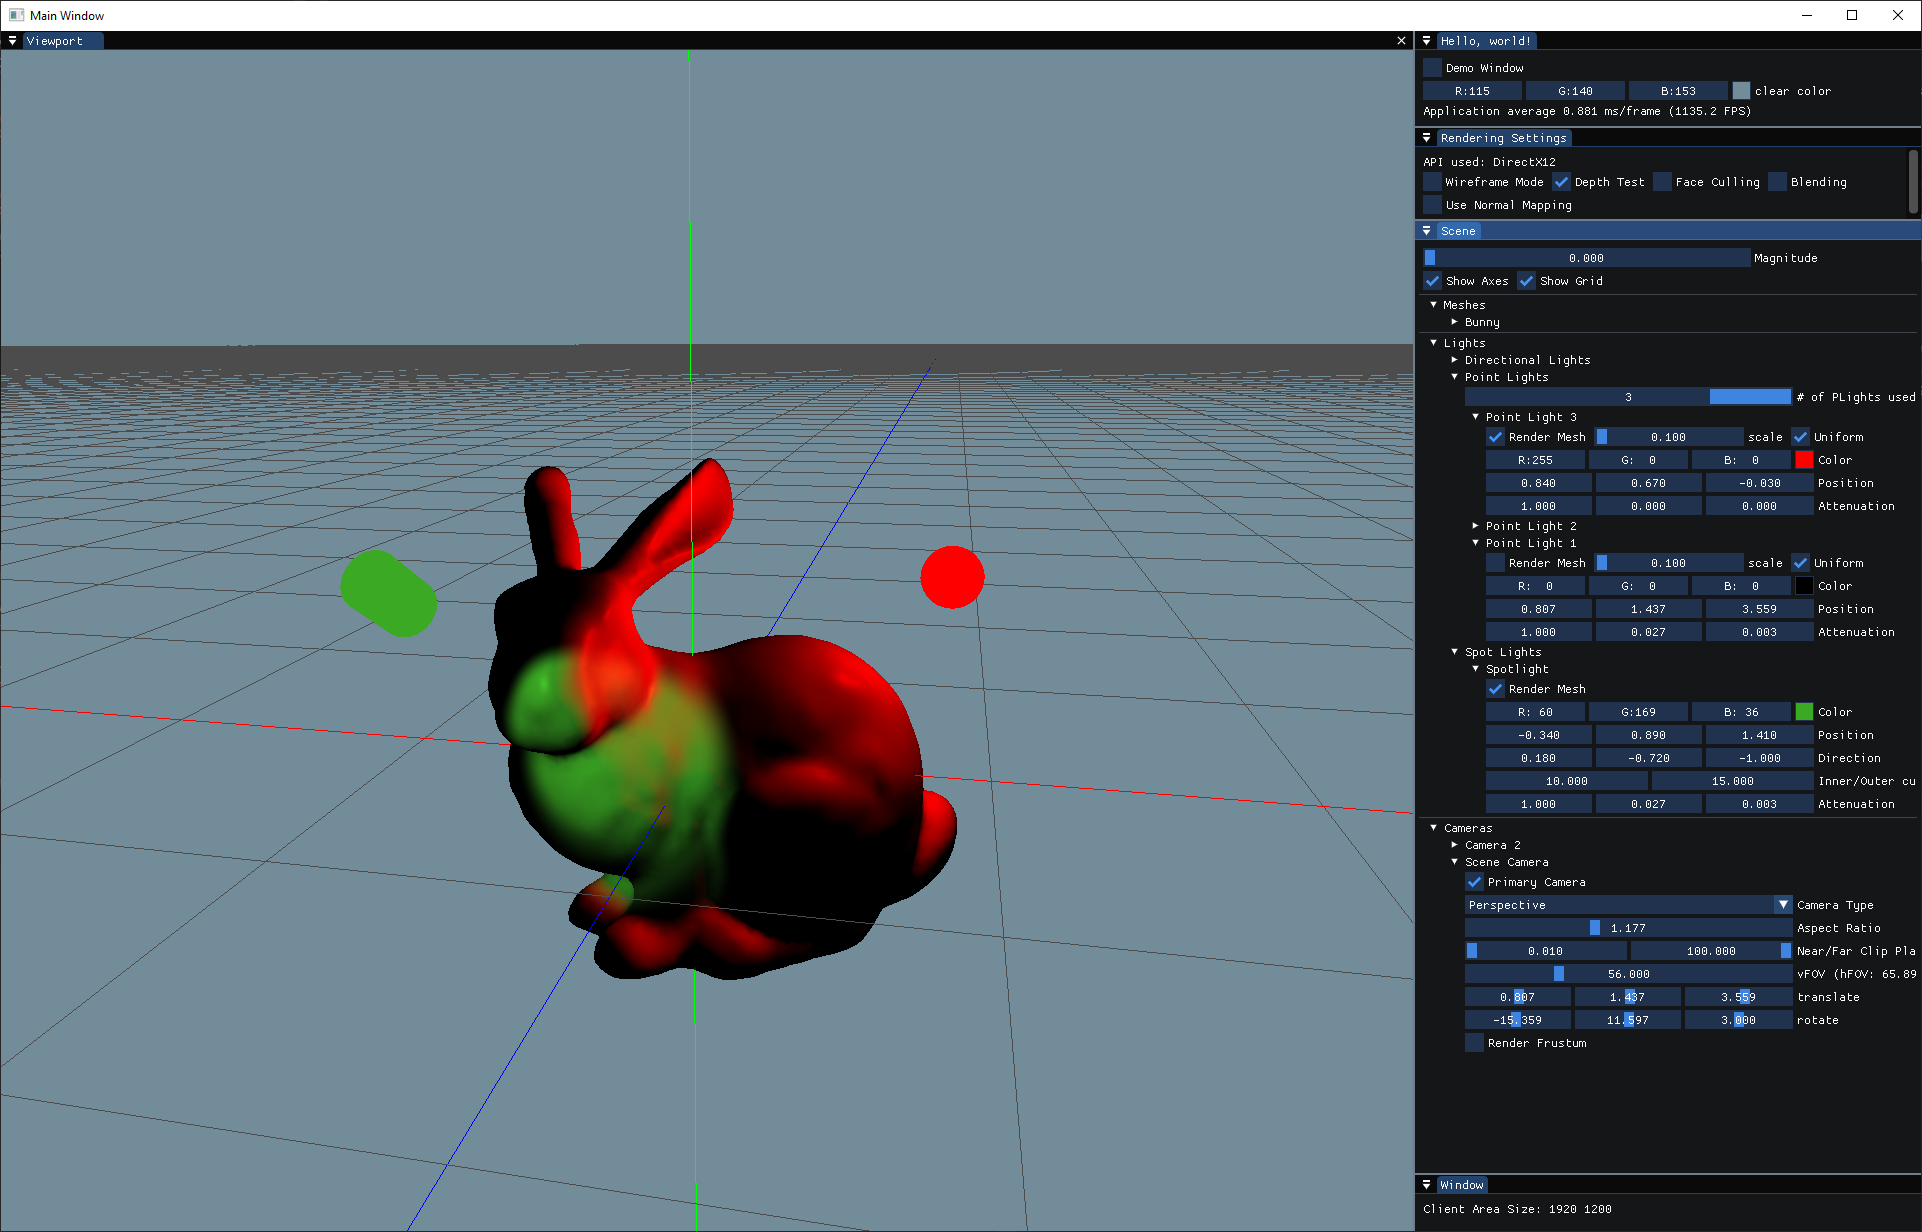 Main Window
Viewport
Hello, world!
Demo Window
R:115 G:140 B:153 clear color
Application average 0.881 ms/frame (1135.2 FPS)
Rendering Settings
API used: DirectX12
Wireframe Mode Depth Test Face Culling Blending
Use Normal Mapping
Scene
0.000 Magnitude
Show Axes Show Grid
Meshes
Bunny
Lights
Directional Lights
Point Lights
3 # of PLights used
Point Light 3
Render Mesh 0.100 scale Uniform
R:255 G: 0 B: 0 Color
0.840 0.670 -0.030 Position
1.000 0.000 0.000 Attenuation
Point Light 2
Point Light 1
Render Mesh 0.100 scale Uniform
R: 0 G: 0 B: 0 Color
0.807 1.437 3.559 Position
1.000 0.027 0.003 Attenuation
Spot Lights
Spotlight
Render Mesh
R: 60 G:169 B: 36 Color
-0.340 0.890 1.410 Position
0.180 -0.720 -1.000 Direction
10.000 15.000 Inner/Outer cu
1.000 0.027 0.003 Attenuation
Cameras
Camera 2
Scene Camera
Primary Camera
Perspective Camera Type
1.177 Aspect Ratio
0.010 100.000 Near/Far Clip Pla
56.000 vFOV (hFOV: 65.89
0.807 1.437 3.559 translate
-15.359 11.597 3.000 rotate
Render Frustum
Window
Client Area Size: 1920 1200